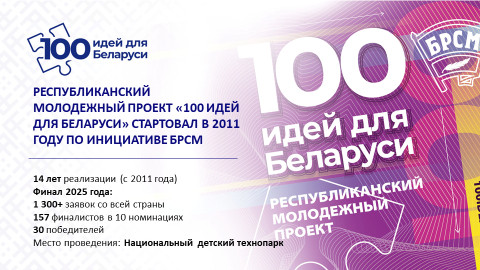 100 идей для
Беларуси
РЕСПУБЛИКАНСКИЙ
МОЛОДЕЖНЫЙ ПРОЕКТ «100 ИДЕЙ
ДЛЯ БЕЛАРУСИ» СТАРТОВАЛ В 2011
ГОДУ ПО ИНИЦИАТИВЕ БРСМ
14 лет реализации (с 2011 года)
Финал 2025 года:
1 300+ заявок со всей страны
157 финалистов в 10 номинациях
30 победителей
Место проведения: Национальный детский технопарк
БРСМ
100
идей для
Беларуси
РЕСПУБЛИКАНСКИЙ
МОЛОДЕЖНЫЙ
ПРОЕКТ